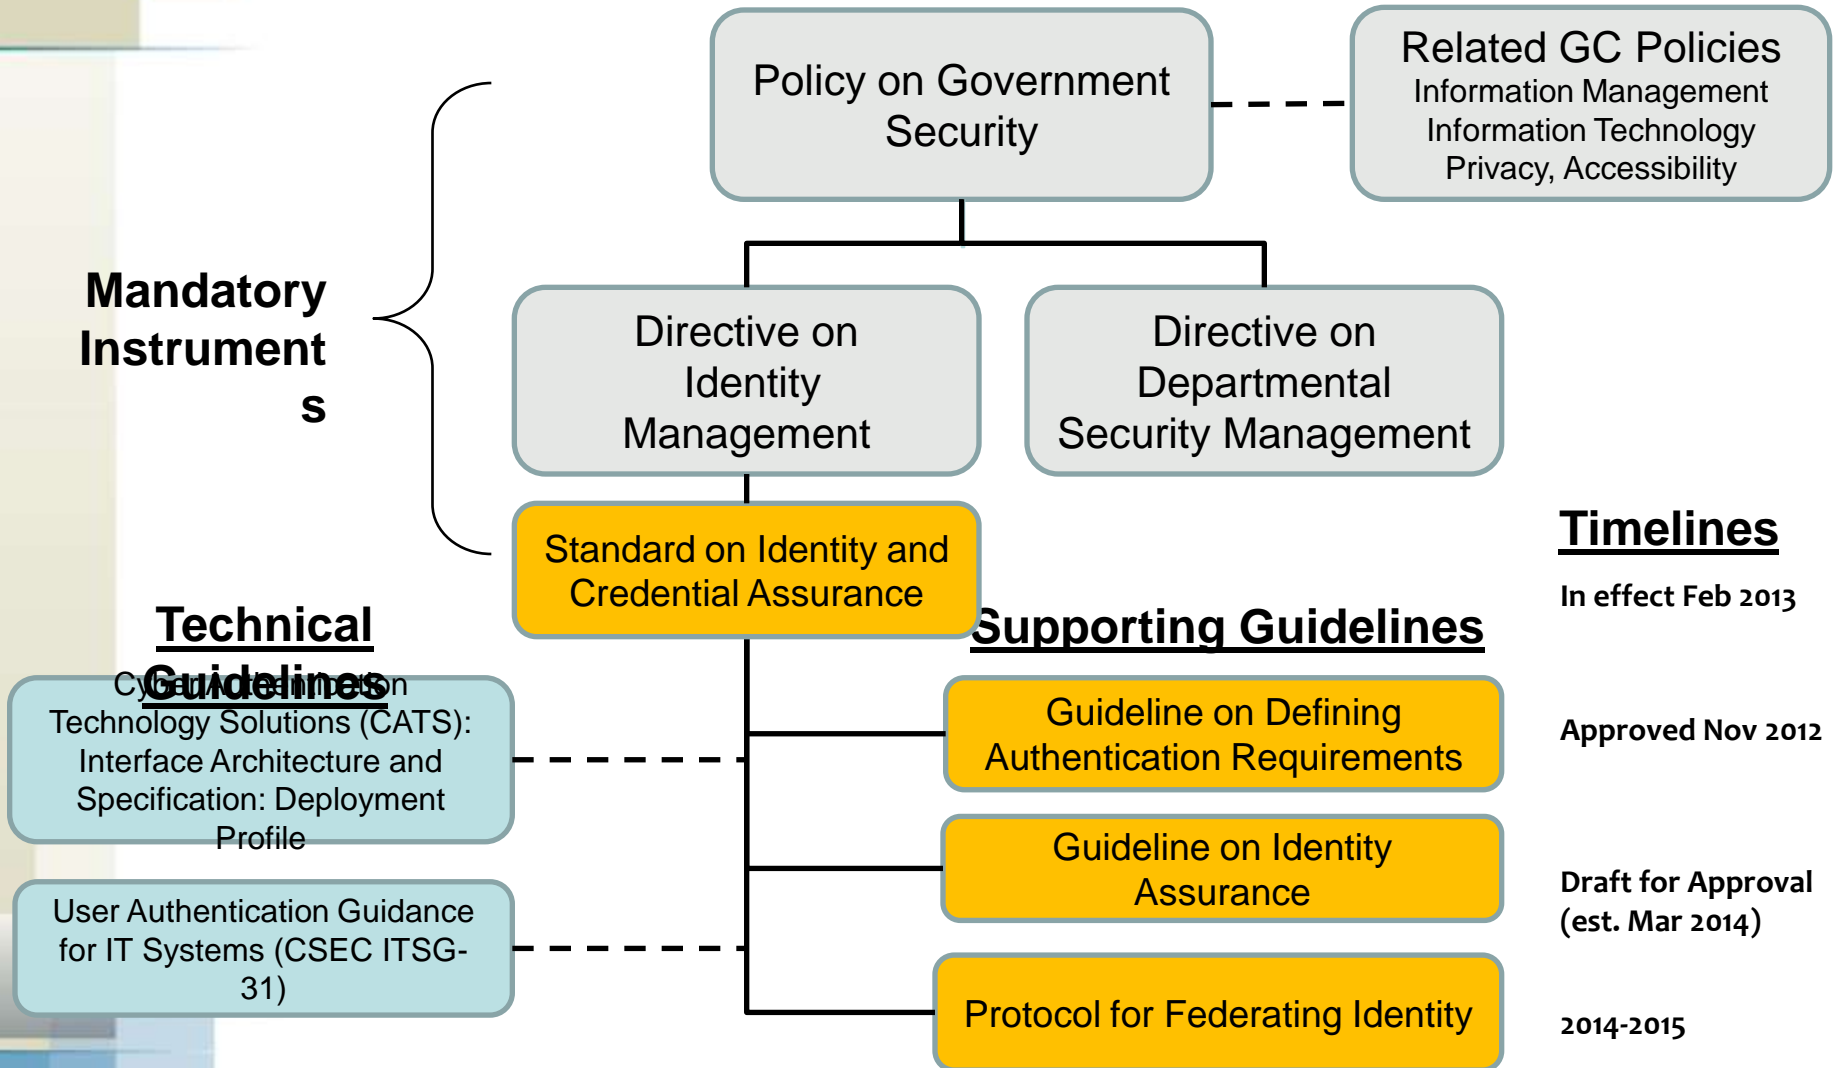 Policy on Government
Security
Related GC Policies
Information Management
Information Technology
Privacy, Accessibility
Mandatory
Instrument
s
Directive on
Identity
Management
Directive on
Departmental
Security Management
Standard on Identity and
Credential Assurance
Timelines
In effect Feb 2013
Technical
Guidelines
Supporting Guidelines
Cyber Authentication
Technology Solutions (CATS):
Interface Architecture and
Specification: Deployment
Profile
Guideline on Defining
Authentication Requirements
Approved Nov 2012
Guideline on Identity
Assurance
Draft for Approval
(est. Mar 2014)
User Authentication Guidance
for IT Systems (CSEC ITSG-
31)
Protocol for Federating Identity
2014-2015